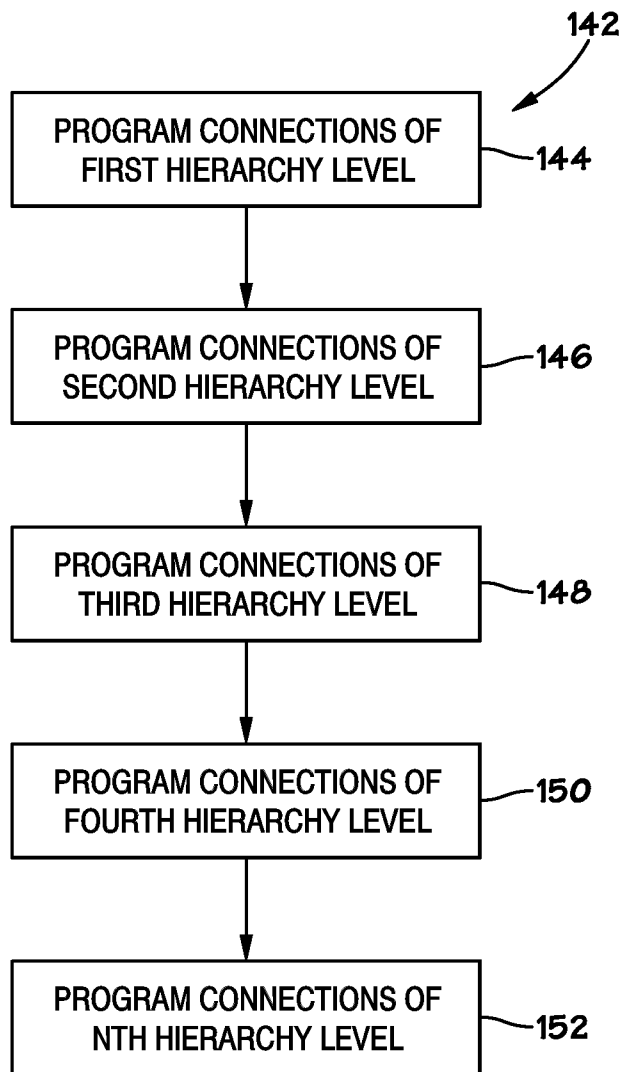 142
PROGRAM CONNECTIONS OF
FIRST HIERARCHY LEVEL
144
PROGRAM CONNECTIONS OF
SECOND HIERARCHY LEVEL
146
PROGRAM CONNECTIONS OF
THIRD HIERARCHY LEVEL
148
PROGRAM CONNECTIONS OF
FOURTH HIERARCHY LEVEL
150
PROGRAM CONNECTIONS OF
NTH HIERARCHY LEVEL
152